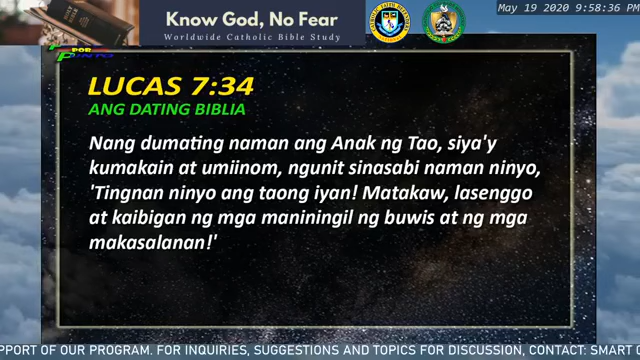 Know God, No Fear
Worldwide Catholic Bible Study
May 19 2020 9:58:36 PM
POR
PUNTO
LUCAS 7:34
ANG DATING BIBLIA
Nang dumating naman ang Anak ng Tao, siya'y
kumakain at umiinom, ngunit sinasabi naman ninyo,
'Tingnan ninyo ang taong iyan! Matakaw, lasenggo
at kaibigan ng mga maniningil ng buwis at ng mga
makasalanan!'
PPORT OF OUR PROGRAM. FOR INQUIRIES, SUGGESTIONS AND TOPICS FOR DISCUSSION, CONTACT: SMART